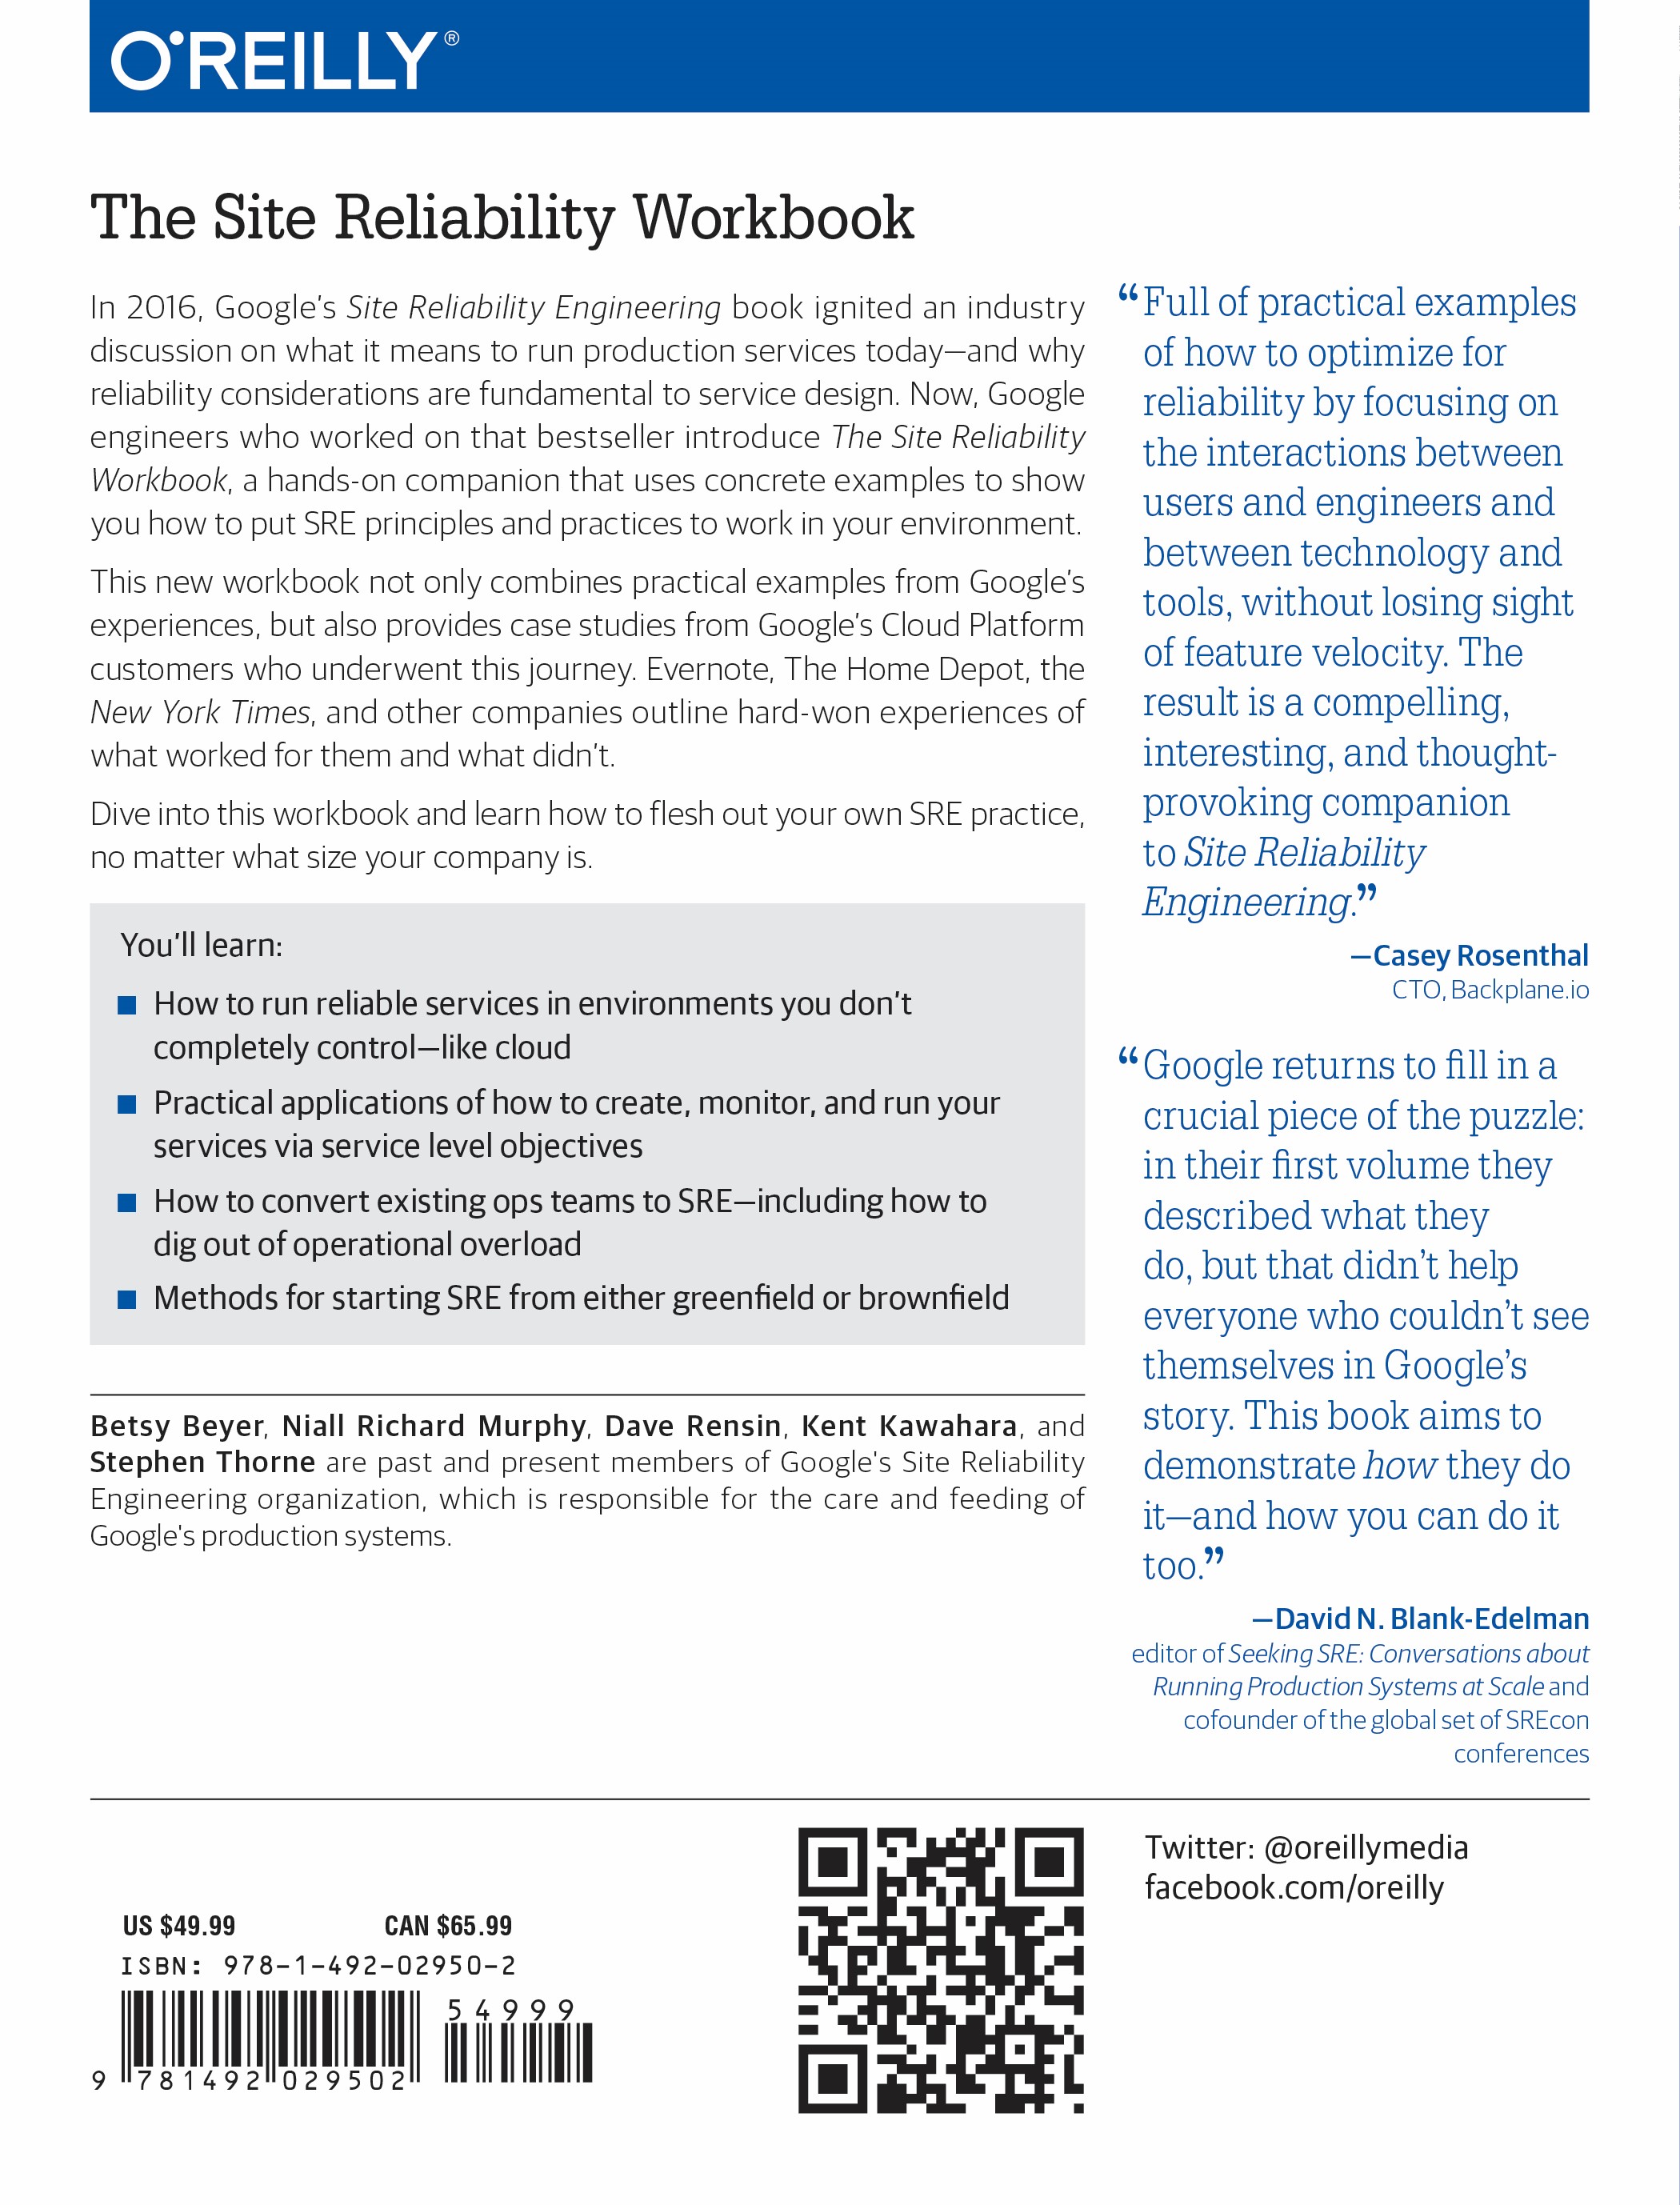 O'REILLY®
The Site Reliability Workbook
In 2016, Google's Site Reliability Engineering book ignited an industry
discussion on what it means to run production services today—and why
reliability considerations are fundamental to service design. Now, Google
engineers who worked on that bestseller introduce The Site Reliability
Workbook, a hands-on companion that uses concrete examples to show
you how to put SRE principles and practices to work in your environment.
This new workbook not only combines practical examples from Google's
experiences, but also provides case studies from Google's Cloud Platform
customers who underwent this journey. Evernote, The Home Depot, the
New York Times, and other companies outline hard-won experiences of
what worked for them and what didn't.
Dive into this workbook and learn how to flesh out your own SRE practice,
no matter what size your company is.
You'll learn:
■ How to run reliable services in environments you don't
completely control—like cloud
■ Practical applications of how to create, monitor, and run your
services via service level objectives
■ How to convert existing ops teams to SRE—including how to
dig out of operational overload
■ Methods for starting SRE from either greenfield or brownfield
Betsy Beyer, Niall Richard Murphy, Dave Rensin, Kent Kawahara, and
Stephen Thorne are past and present members of Google's Site Reliability
Engineering organization, which is responsible for the care and feeding of
Google's production systems.
“Full of practical examples
of how to optimize for
reliability by focusing on
the interactions between
users and engineers and
between technology and
tools, without losing sight
of feature velocity. The
result is a compelling,
interesting, and thought-
provoking companion
to Site Reliability
Engineering.”
—Casey Rosenthal
CTO, Backplane.io
“Google returns to fill in a
crucial piece of the puzzle:
in their first volume they
described what they
do, but that didn't help
everyone who couldn't see
themselves in Google's
story. This book aims to
demonstrate how they do
it—and how you can do it
too.”
—David N. Blank-Edelman
editor of Seeking SRE: Conversations about
Running Production Systems at Scale and
cofounder of the global set of SREcon
conferences
US $49.99 CAN $65.99
ISBN: 978-1-492-02950-2
54999
9 781492 029502
Twitter: @oreillymedia
facebook.com/oreilly